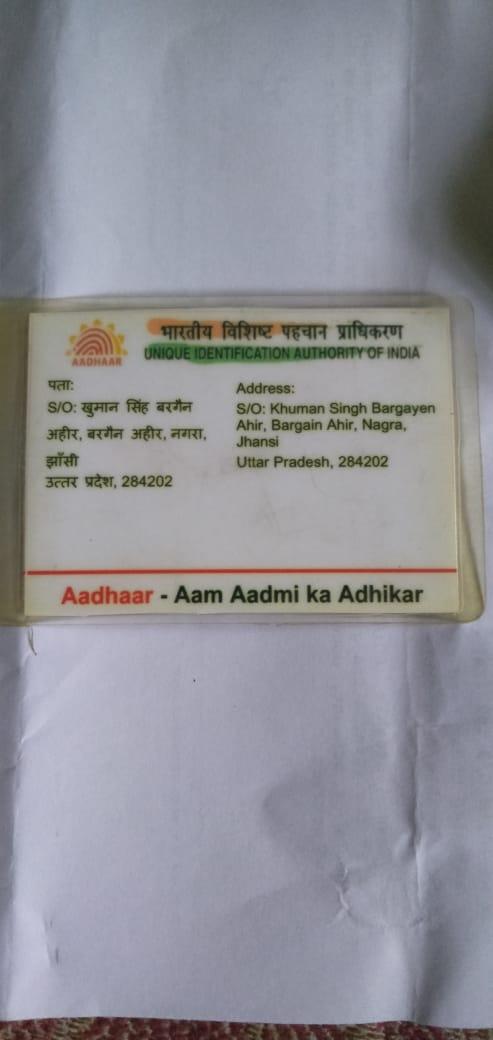 भारतीय विशिष्ट पहचान प्राधिकरण
UNIQUE IDENTIFICATION AUTHORITY OF INDIA
AADHAAR
पता:
S/O: खुमान सिंह बरगैन
अहीर, बरगैन अहीर, नगरा,
झाँसी
उत्तर प्रदेश, 284202
Address:
S/O: Khuman Singh Bargayen
Ahir, Bargain Ahir, Nagra,
Jhansi
Uttar Pradesh, 284202
Aadhaar - Aam Aadmi ka Adhikar